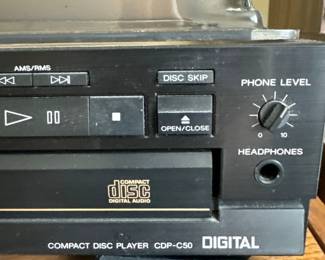 AMS/RMS
DISC SKIP
PHONE LEVEL
OPEN/CLOSE
0 10
HEADPHONES
COMPACT
disc
DIGITAL AUDIO
COMPACT DISC PLAYER CDP-C50 DIGITAL